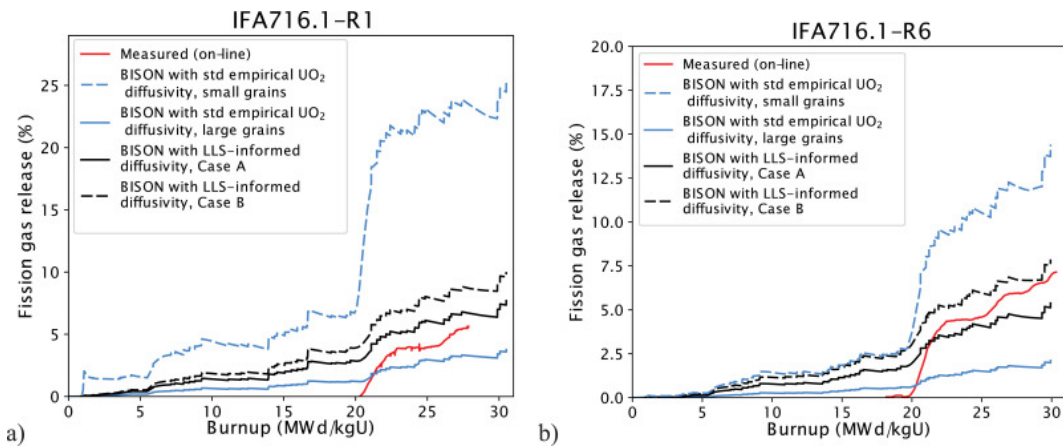 IFA716.1−R1
Fission gas release (%)
25
20
15
10
5
0
Measured (on−line)
BISON with std empirical UO₂
diffusivity, small grains
BISON with std empirical UO₂
diffusivity, large grains
BISON with LLS−informed
diffusivity, Case A
BISON with LLS−informed
diffusivity, Case B
0 5 10 15 20 25 30
Burnup (MWd/kgU)
a)
IFA716.1−R6
Fission gas release (%)
20.0
17.5
15.0
12.5
10.0
7.5
5.0
2.5
0.0
Measured (on−line)
BISON with std empirical UO₂
diffusivity, small grains
BISON with std empirical UO₂
diffusivity, large grains
BISON with LLS−informed
diffusivity, Case A
BISON with LLS−informed
diffusivity, Case B
0 5 10 15 20 25 30
Burnup (MWd/kgU)
b)